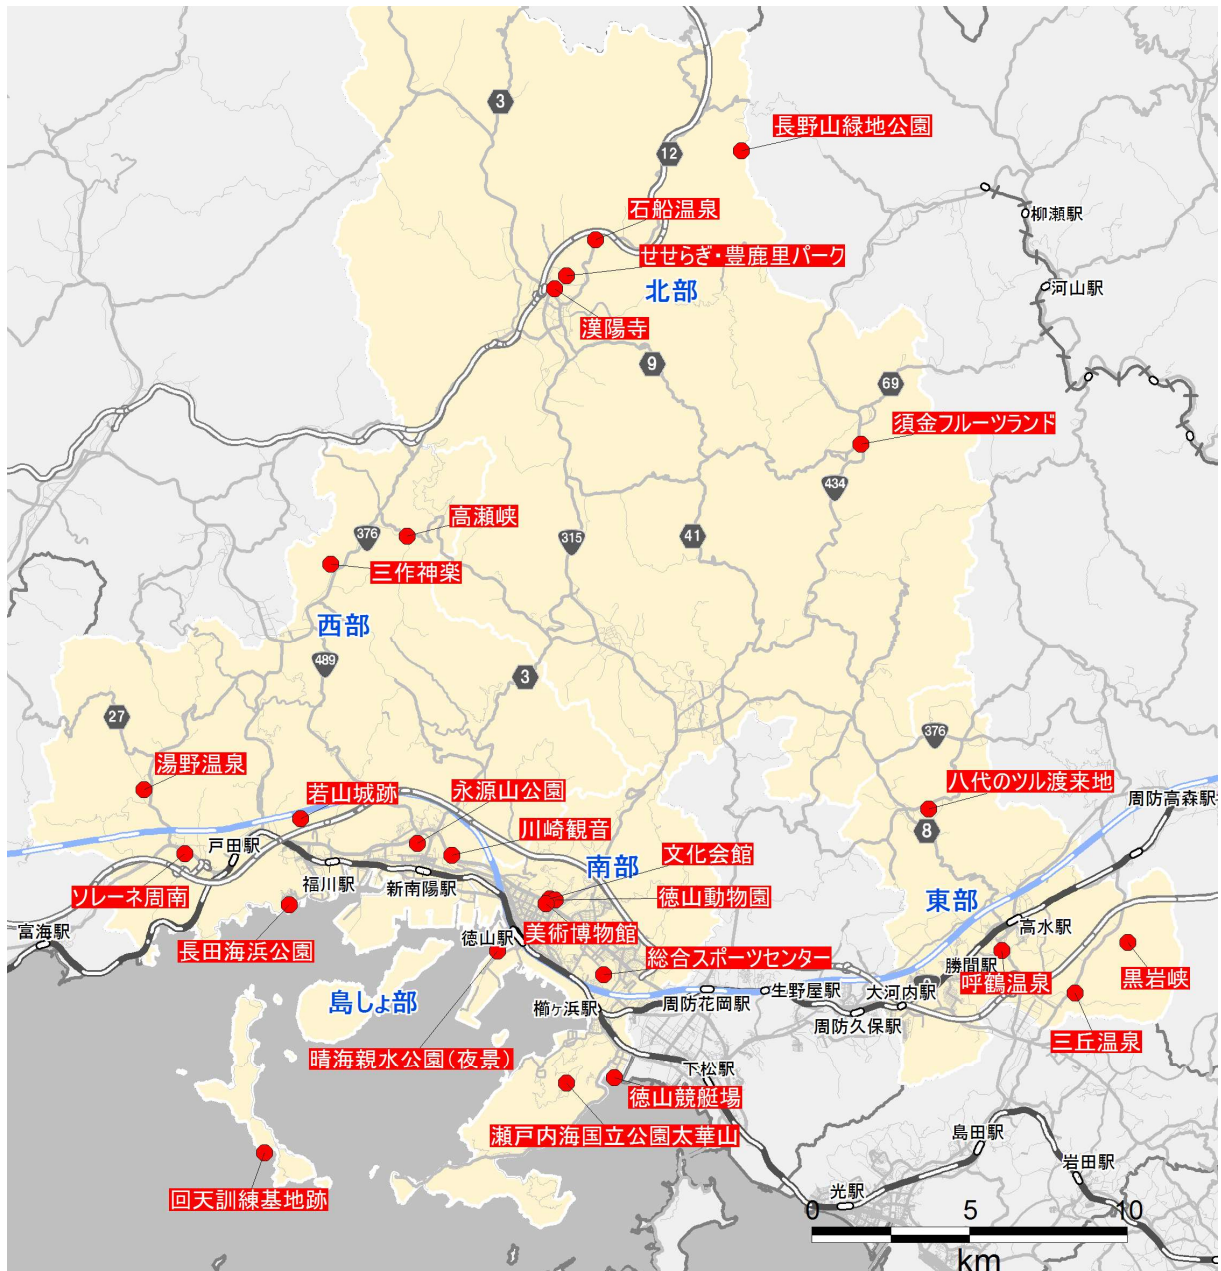 3
長野山緑地公園
12
柳瀬駅
石船温泉
せせらぎ・豊鹿里パーク
北部
河山駅
漢陽寺
9
69
須金フルーツランド
434
高瀬峡
376
315
41
三作神楽
西部
489
3
27
376
湯野温泉
八代のツル渡来地
若山城跡
永源山公園
周防高森駅
川崎観音
8
戸田駅
南部
文化会館
福川駅
新南陽駅
ソレーネ周南
徳山動物園
東部
高水駅
富海駅
長田海浜公園
徳山駅
美術博物館
総合スポーツセンター
勝間駅
呼鶴温泉
黒岩峡
島しょ部
櫛ヶ浜駅
周防花岡駅
生野屋駅
大河内駅
周防久保駅
三丘温泉
晴海親水公園(夜景)
下松駅
徳山競艇場
瀬戸内海国立公園太華山
島田駅
岩田駅
回天訓練基地跡
光駅
0
5
10
km